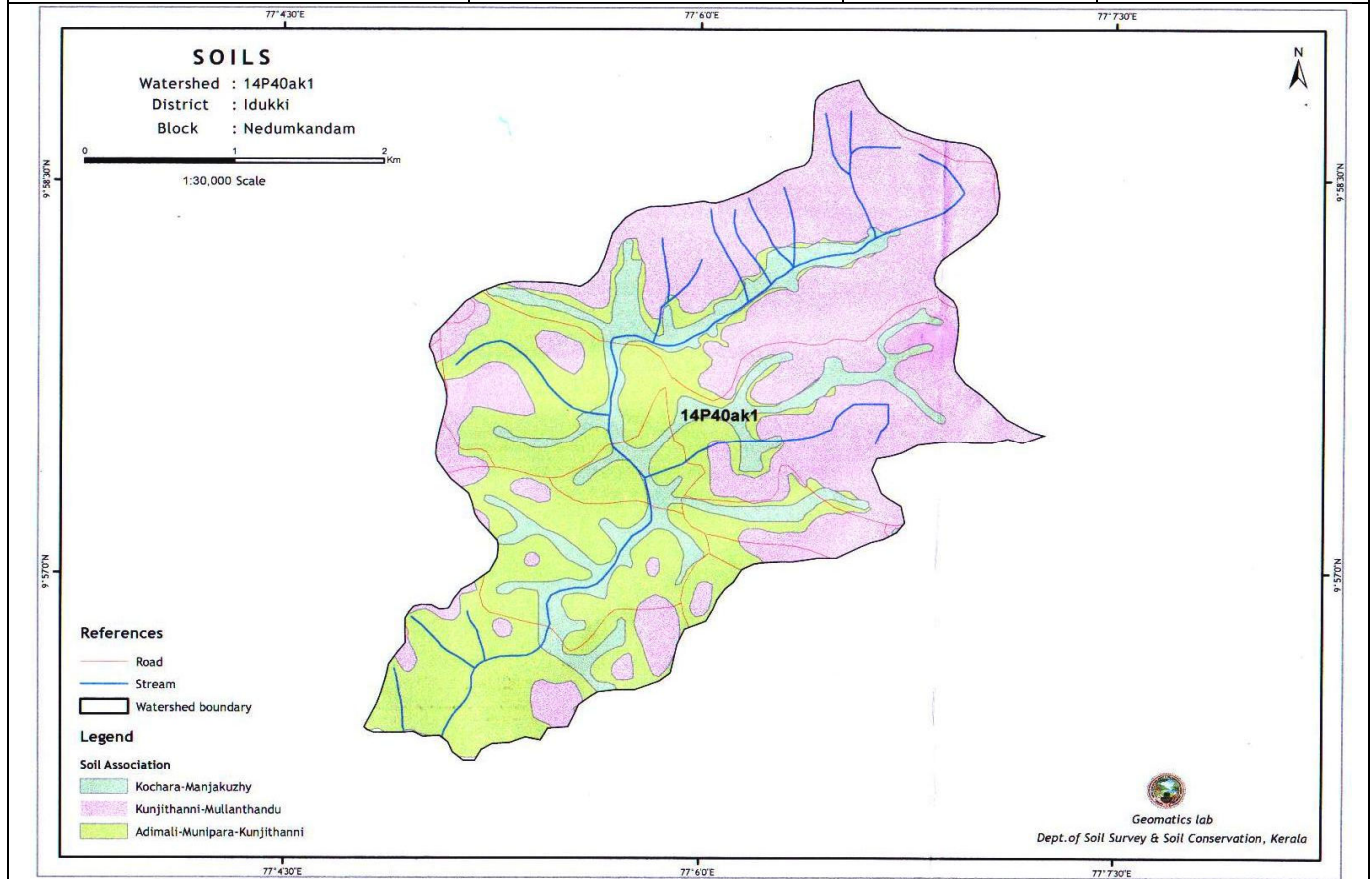 77°4'30"E
77°6'0"E
77°7'30"E
SOILS
Watershed : 14P40ak1
District : Idukki
Block : Nedumkandam
0 1 2 Km
1:30,000 Scale
N
9°58'30"N
9°58'30"N
14P40ak1
9°57'0"N
9°57'0"N
References
Road
Stream
Watershed boundary
Legend
Soil Association
Kochara-Manjakuzhy
Kunjithanni-Mullanthandu
Adimali-Munipara-Kunjithanni
Geomatics lab
Dept.of Soil Survey & Soil Conservation, Kerala
77°4'30"E
77°6'0"E
77°7'30"E